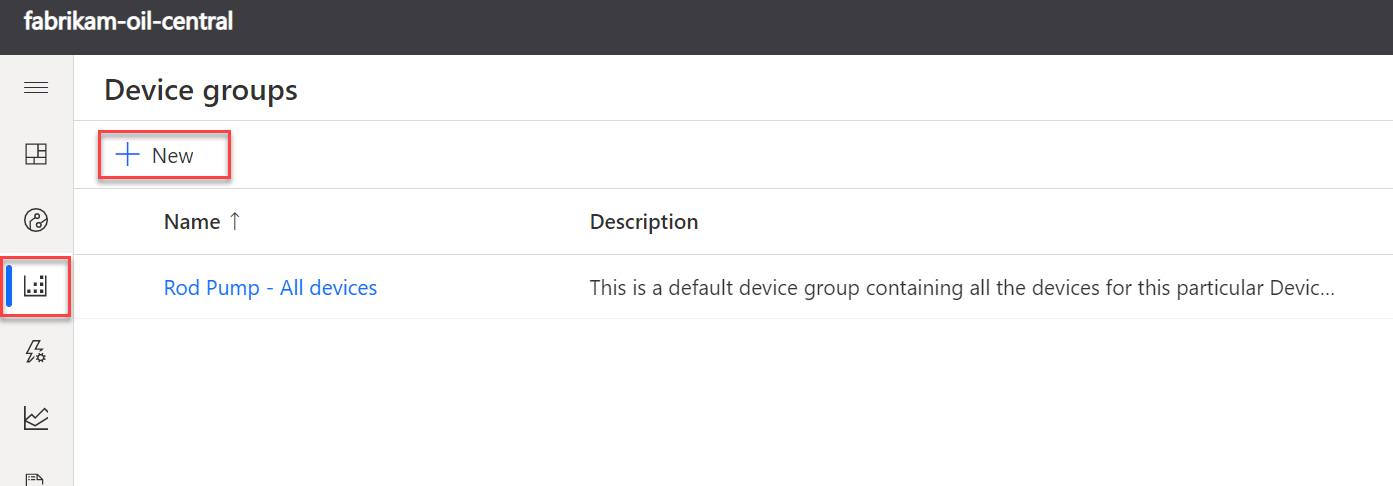 fabrikam-oil-central
Device groups
New
Name ↑ Description
Rod Pump - All devices This is a default device group containing all the devices for this particular Devic...